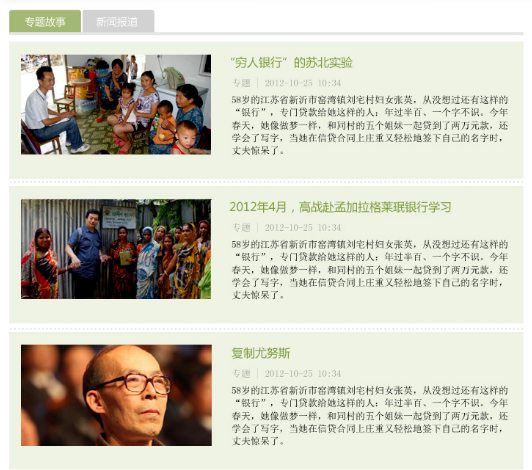 专题故事
新闻报道
“穷人银行”的苏北实验
专题 | 2012-10-25 10:34
58岁的江苏省新沂市窑湾镇刘宅村妇女张英，从没想过还有这样的
“银行”，专门贷款给她这样的人：年过半百、一个字不识。今年
春天，她像做梦一样，和同村的五个姐妹一起贷到了两万元款，还
学会了写字，当她在信贷合同上庄重又轻松地签下自己的名字时，
丈夫惊呆了。
2012年4月，高战赴孟加拉格莱珉银行学习
专题 | 2012-10-25 10:34
58岁的江苏省新沂市窑湾镇刘宅村妇女张英，从没想过还有这样的
“银行”，专门贷款给她这样的人：年过半百、一个字不识。今年
春天，她像做梦一样，和同村的五个姐妹一起贷到了两万元款，还
学会了写字，当她在信贷合同上庄重又轻松地签下自己的名字时，
丈夫惊呆了。
复制尤努斯
专题 | 2012-10-25 10:34
58岁的江苏省新沂市窑湾镇刘宅村妇女张英，从没想过还有这样的
“银行”，专门贷款给她这样的人：年过半百、一个字不识。今年
春天，她像做梦一样，和同村的五个姐妹一起贷到了两万元款，还
学会了写字，当她在信贷合同上庄重又轻松地签下自己的名字时，
丈夫惊呆了。